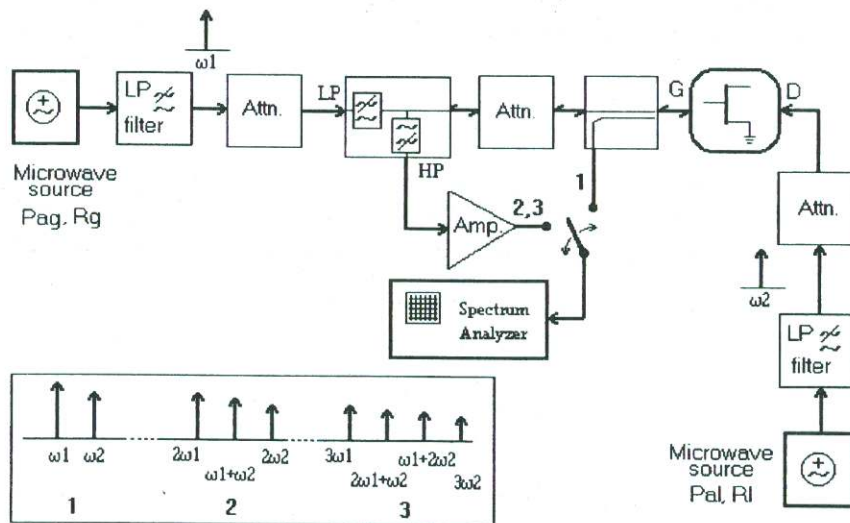 ω1
LP
filter
Attn.
LP
HP
Attn.
G
D
Microwave
source
Pag, Rg
1
2,3
Amp.
Attn.
ω2
Spectrum
Analyzer
LP
filter
ω1
ω2
2ω1
ω1+ω2
2ω2
3ω1
2ω1+ω2
ω1+2ω2
3ω2
1
2
3
Microwave
source
Pal, Rl